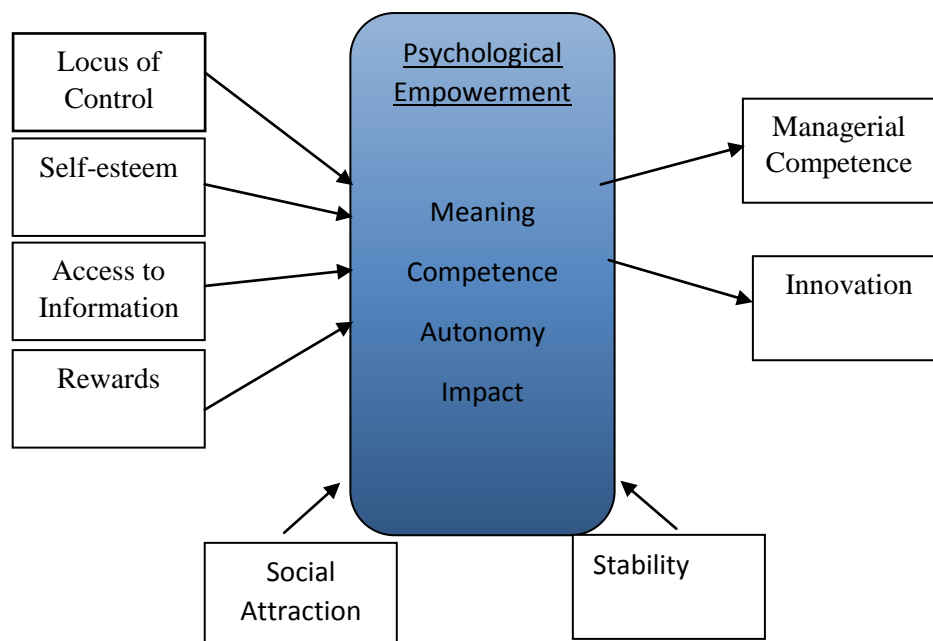 Locus of
Control
Self-esteem
Access to
Information
Rewards
Psychological
Empowerment
Meaning
Competence
Autonomy
Impact
Managerial
Competence
Innovation
Social
Attraction
Stability